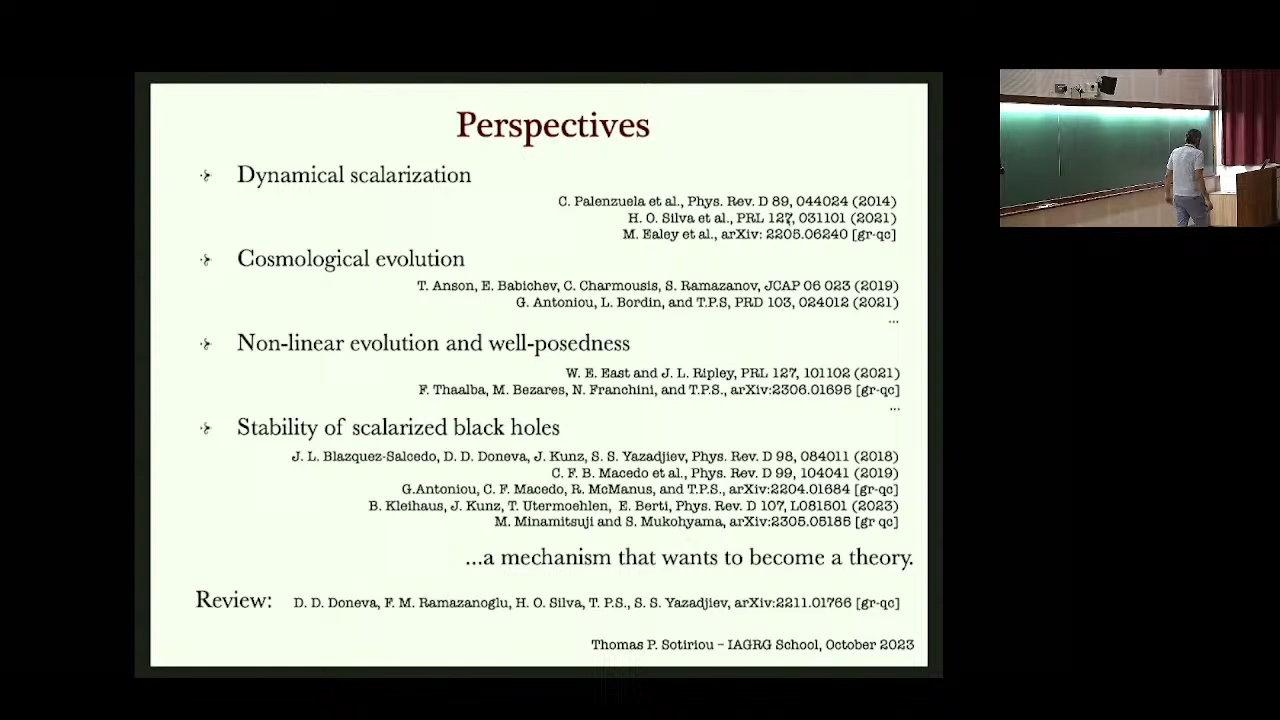 Perspectives
Dynamical scalarization
C. Palenzuela et al., Phys. Rev. D 89, 044024 (2014)
H. O. Silva et al., PRL 127, 031101 (2021)
M. Ealey et al., arXiv: 2205.06240 [gr-qc]
Cosmological evolution
T. Anson, E. Babichev, C. Charmousis, S. Ramazanov, JCAP 06 023 (2019)
G. Antoniou, L. Bordin, and T.P.S, PRD 103, 024012 (2021)
...
Non-linear evolution and well-posedness
W. E. East and J. L. Ripley, PRL 127, 101102 (2021)
F. Thaalba, M. Bezares, N. Franchini, and T.P.S., arXiv:2306.01695 [gr-qc]
...
Stability of scalarized black holes
J. L. Blazquez-Salcedo, D. D. Doneva, J. Kunz, S. S. Yazadjiev, Phys. Rev. D 98, 084011 (2018)
C. F. B. Macedo et al., Phys. Rev. D 99, 104041 (2019)
G.Antoniou, C. F. Macedo, R. McManus, and T.P.S., arXiv:2204.01684 [gr-qc]
B. Kleihaus, J. Kunz, T. Utermoehlen, E. Berti, Phys. Rev. D 107, L081501 (2023)
M. Minamitsuji and S. Mukohyama, arXiv:2305.05185 [gr qc]
...a mechanism that wants to become a theory.
Review: D. D. Doneva, F. M. Ramazanoglu, H. O. Silva, T. P.S., S. S. Yazadjiev, arXiv:2211.01766 [gr-qc]
Thomas P. Sotiriou – IAGRG School, October 2023